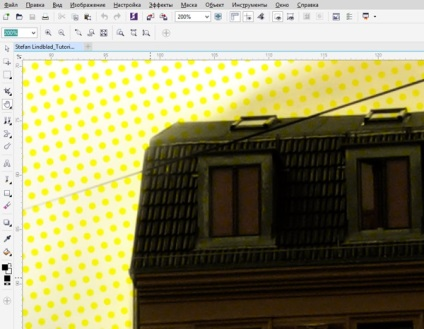 Файл Правка Вид Изображение Настройка Эффекты Маска Объект Инструменты Окно Справка
200%
200%
Stefan Lindblad_Tutori...